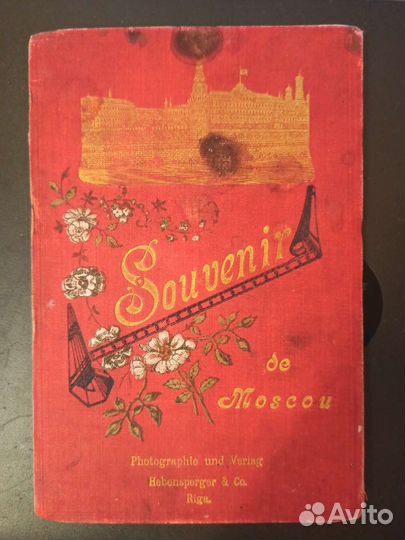 Souvenir
de
Moscou
Photographie und Verlag
Hebensperger & Co.
Riga.
Avito